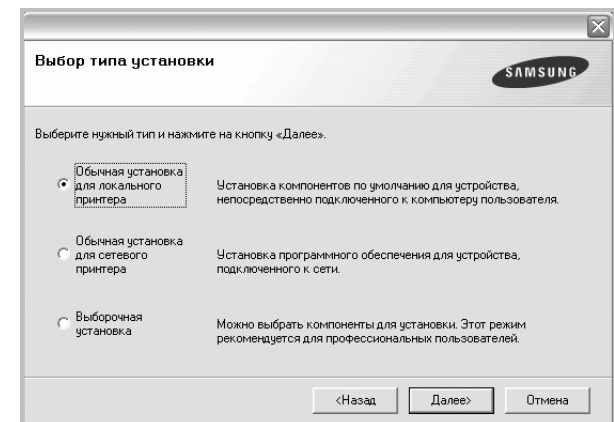 Выбор типа установки
SAMSUNG
Выберите нужный тип и нажмите на кнопку «Далее».
Обычная установка
для локального
принтера
Установка компонентов по умолчанию для устройства,
непосредственно подключенного к компьютеру пользователя.
Обычная установка
для сетевого
принтера
Установка программного обеспечения для устройства,
подключенного к сети.
Выборочная
установка
Можно выбрать компоненты для установки. Этот режим
рекомендуется для профессиональных пользователей.
<Назад
Далее>
Отмена